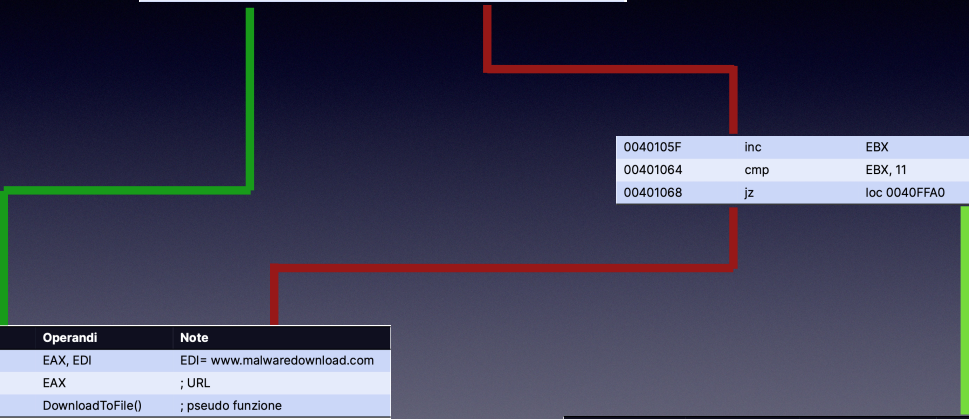 0040105F inc EBX
00401064 cmp EBX, 11
00401068 jz loc 0040FFA0
Operandi Note
EAX, EDI EDI= www.malwaredownload.com
EAX ; URL
DownloadToFile() ; pseudo funzione